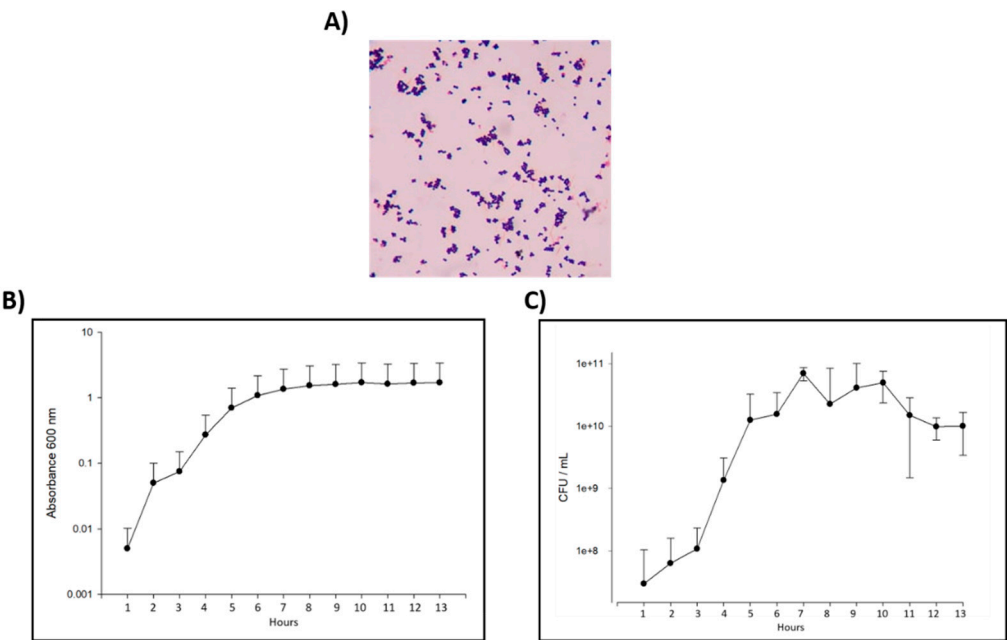 A)
B)
10
1
0.1
0.01
0.001
Absorbance 600 nm
1 2 3 4 5 6 7 8 9 10 11 12 13
Hours
C)
1e+11
1e+10
1e+9
1e+8
CFU / mL
1 2 3 4 5 6 7 8 9 10 11 12 13
Hours